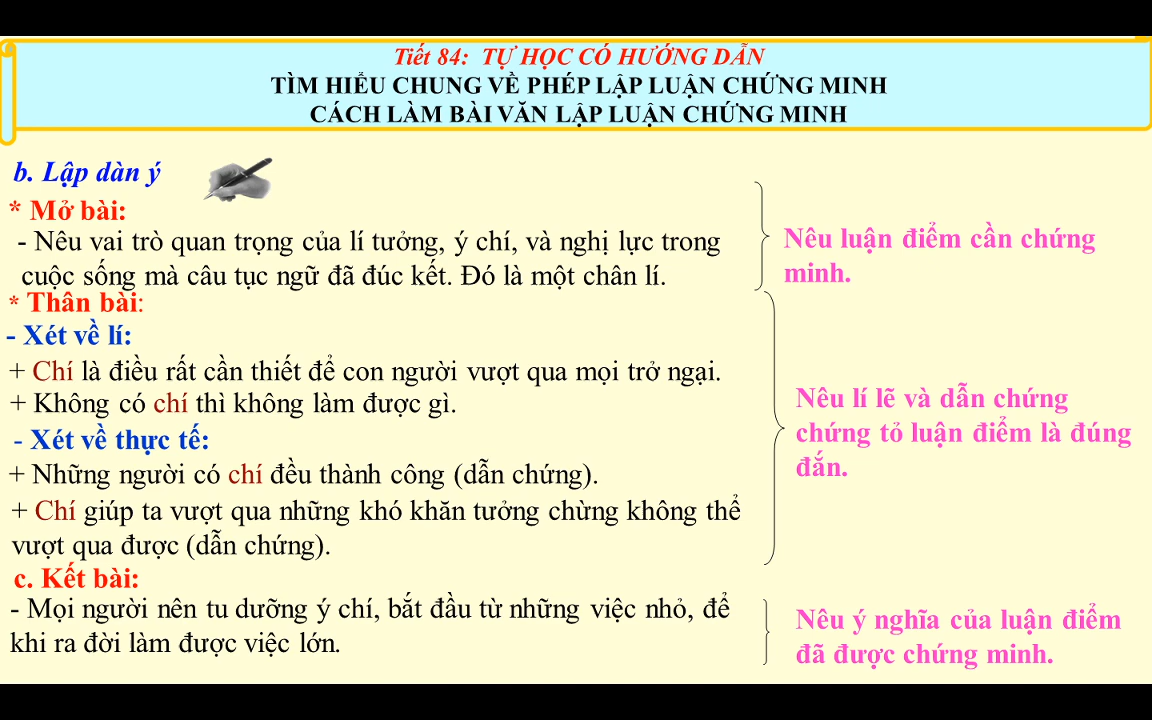 Tiết 84: TỰ HỌC CÓ HƯỚNG DẪN
TÌM HIỂU CHUNG VỀ PHÉP LẬP LUẬN CHỨNG MINH
CÁCH LÀM BÀI VĂN LẬP LUẬN CHỨNG MINH
b. Lập dàn ý
* Mở bài:
- Nêu vai trò quan trọng của lí tưởng, ý chí, và nghị lực trong
cuộc sống mà câu tục ngữ đã đúc kết. Đó là một chân lí.
Nêu luận điểm cần chứng
minh.
* Thân bài:
- Xét về lí:
+ Chí là điều rất cần thiết để con người vượt qua mọi trở ngại.
+ Không có chí thì không làm được gì.
- Xét về thực tế:
+ Những người có chí đều thành công (dẫn chứng).
+ Chí giúp ta vượt qua những khó khăn tưởng chừng không thể
vượt qua được (dẫn chứng).
Nêu lí lẽ và dẫn chứng
chứng tỏ luận điểm là đúng
đắn.
c. Kết bài:
- Mọi người nên tu dưỡng ý chí, bắt đầu từ những việc nhỏ, để
khi ra đời làm được việc lớn.
Nêu ý nghĩa của luận điểm
đã được chứng minh.